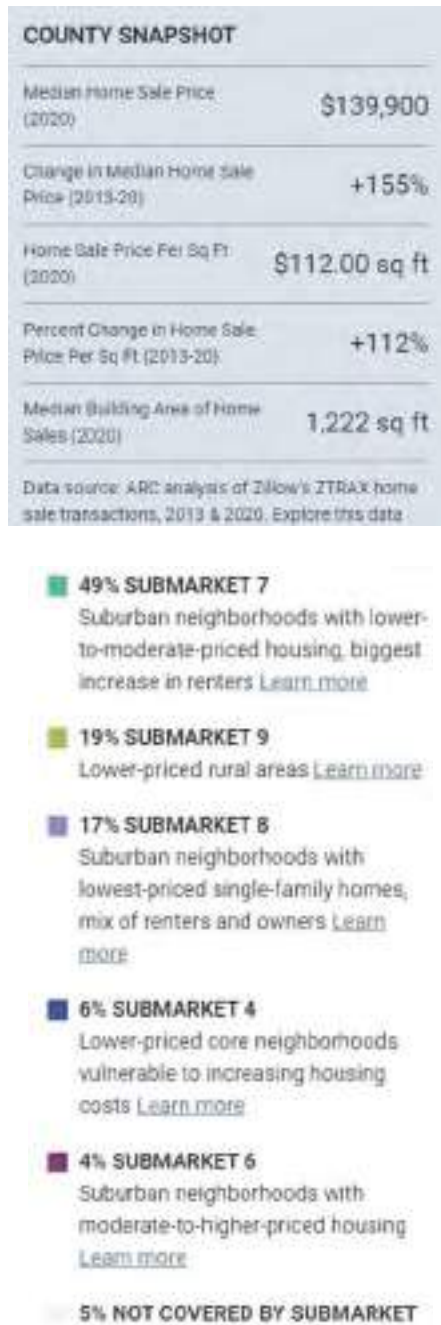 COUNTY SNAPSHOT
Median Home Sale Price
(2020)
$139,900
Change in Median Home Sale
Price (2013-20)
+155%
Home Sale Price Per Sq Ft
(2020)
$112.00 sq ft
Percent Change in Home Sale
Price Per Sq Ft (2013-20)
+112%
Median Building Area of Home
Sales (2020)
1,222 sq ft
Data source: ARC analysis of Zillow's ZTRAX home
sale transactions, 2013 & 2020. Explore this data
49% SUBMARKET 7
Suburban neighborhoods with lower-
to-moderate-priced housing, biggest
increase in renters Learn more
19% SUBMARKET 9
Lower-priced rural areas Learn more
17% SUBMARKET 8
Suburban neighborhoods with
lowest-priced single-family homes,
mix of renters and owners Learn
more
6% SUBMARKET 4
Lower-priced core neighborhoods
vulnerable to increasing housing
costs Learn more
4% SUBMARKET 6
Suburban neighborhoods with
moderate-to-higher-priced housing
Learn more
5% NOT COVERED BY SUBMARKET